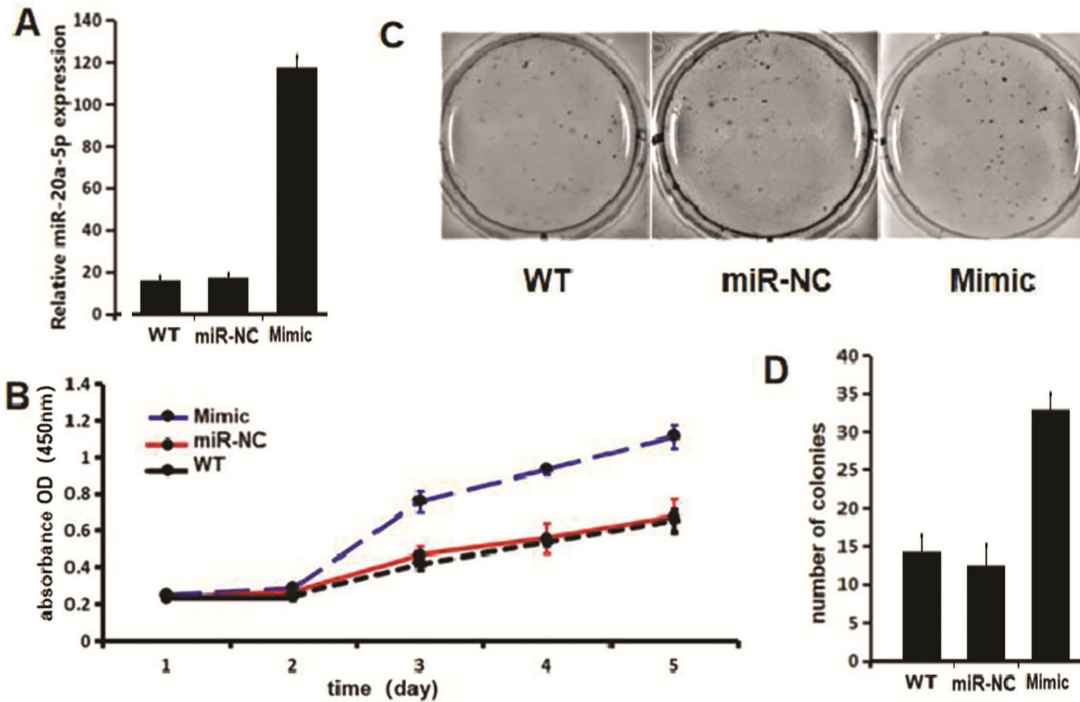 A
140
120
100
80
60
40
20
0
Relative miR-20a-5p expression
WT miR-NC Mimic
C
WT miR-NC Mimic
B
1.4
1.2
1
0.8
0.6
0.4
0.2
0
absorbance OD (450nm)
Mimic
miR-NC
WT
1 2 3 4 5
time (day)
D
40
35
30
25
20
15
10
5
0
number of colonies
WT miR-NC Mimic